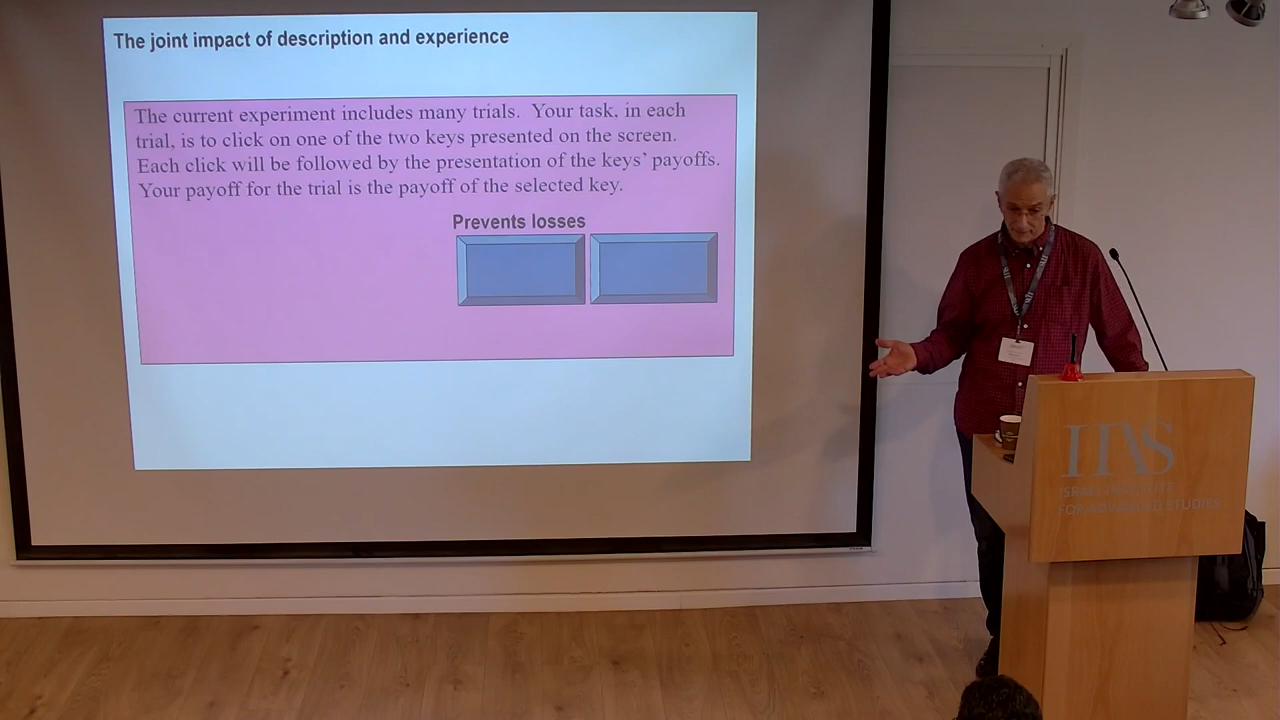 The joint impact of description and experience
The current experiment includes many trials. Your task, in each
trial, is to click on one of the two keys presented on the screen.
Each click will be followed by the presentation of the keys' payoffs.
Your payoff for the trial is the payoff of the selected key.
Prevents losses
IIAS
ISRAEL INSTITUTE
FOR ADVANCED STUDIES